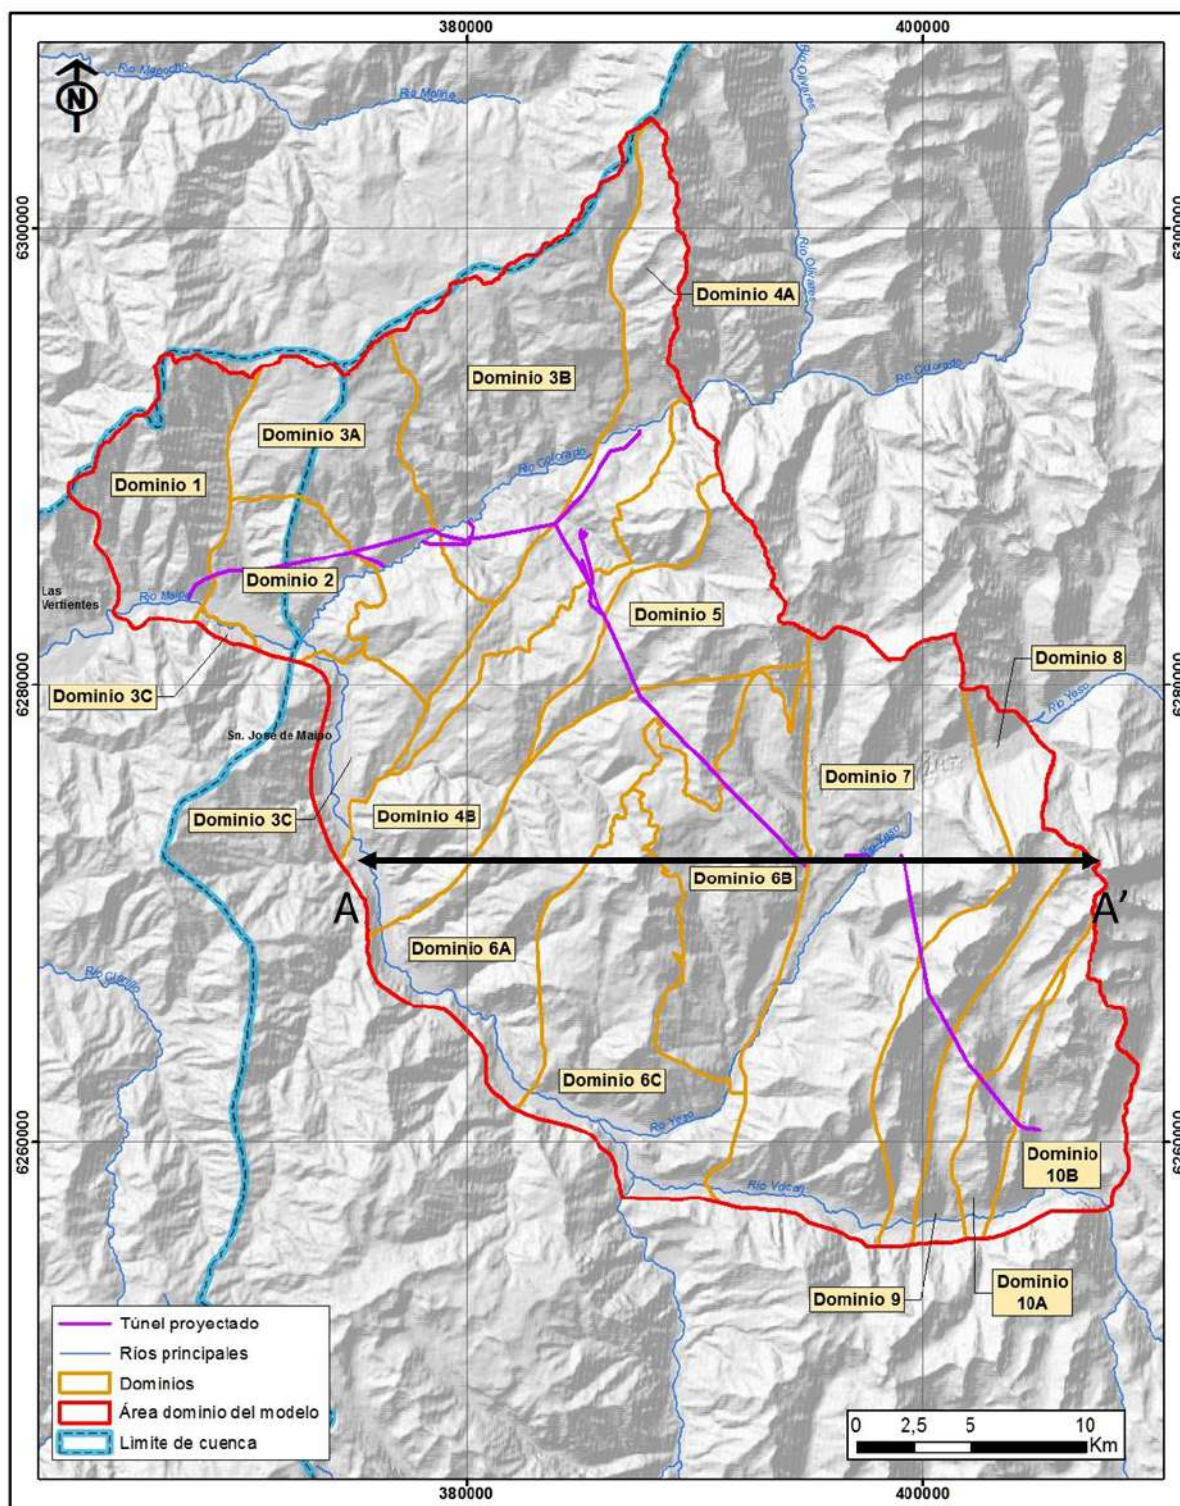 380000
400000
Río Mapocho
Río Molina
Río Olivares
N
6300000
6300000
Río Olivares
Dominio 4A
Río Colorado
Dominio 3B
Dominio 3A
Río Colorado
Dominio 1
Dominio 2
Las
Vertientes
Río Maipo
Dominio 5
Dominio 8
Dominio 3C
6280000
6280000
Río Yeso
Sn. José de Maipo
Dominio 7
Dominio 3C
Dominio 4B
Río Yeso
Dominio 6B
A
A’
Dominio 6A
Río Clarillo
Dominio 6C
Río Yeso
6260000
6260000
Dominio
10B
Río Volcán
Dominio 9
Dominio
10A
Túnel proyectado
Ríos principales
Dominios
Área dominio del modelo
Límite de cuenca
0
2,5
5
10
Km
380000
400000